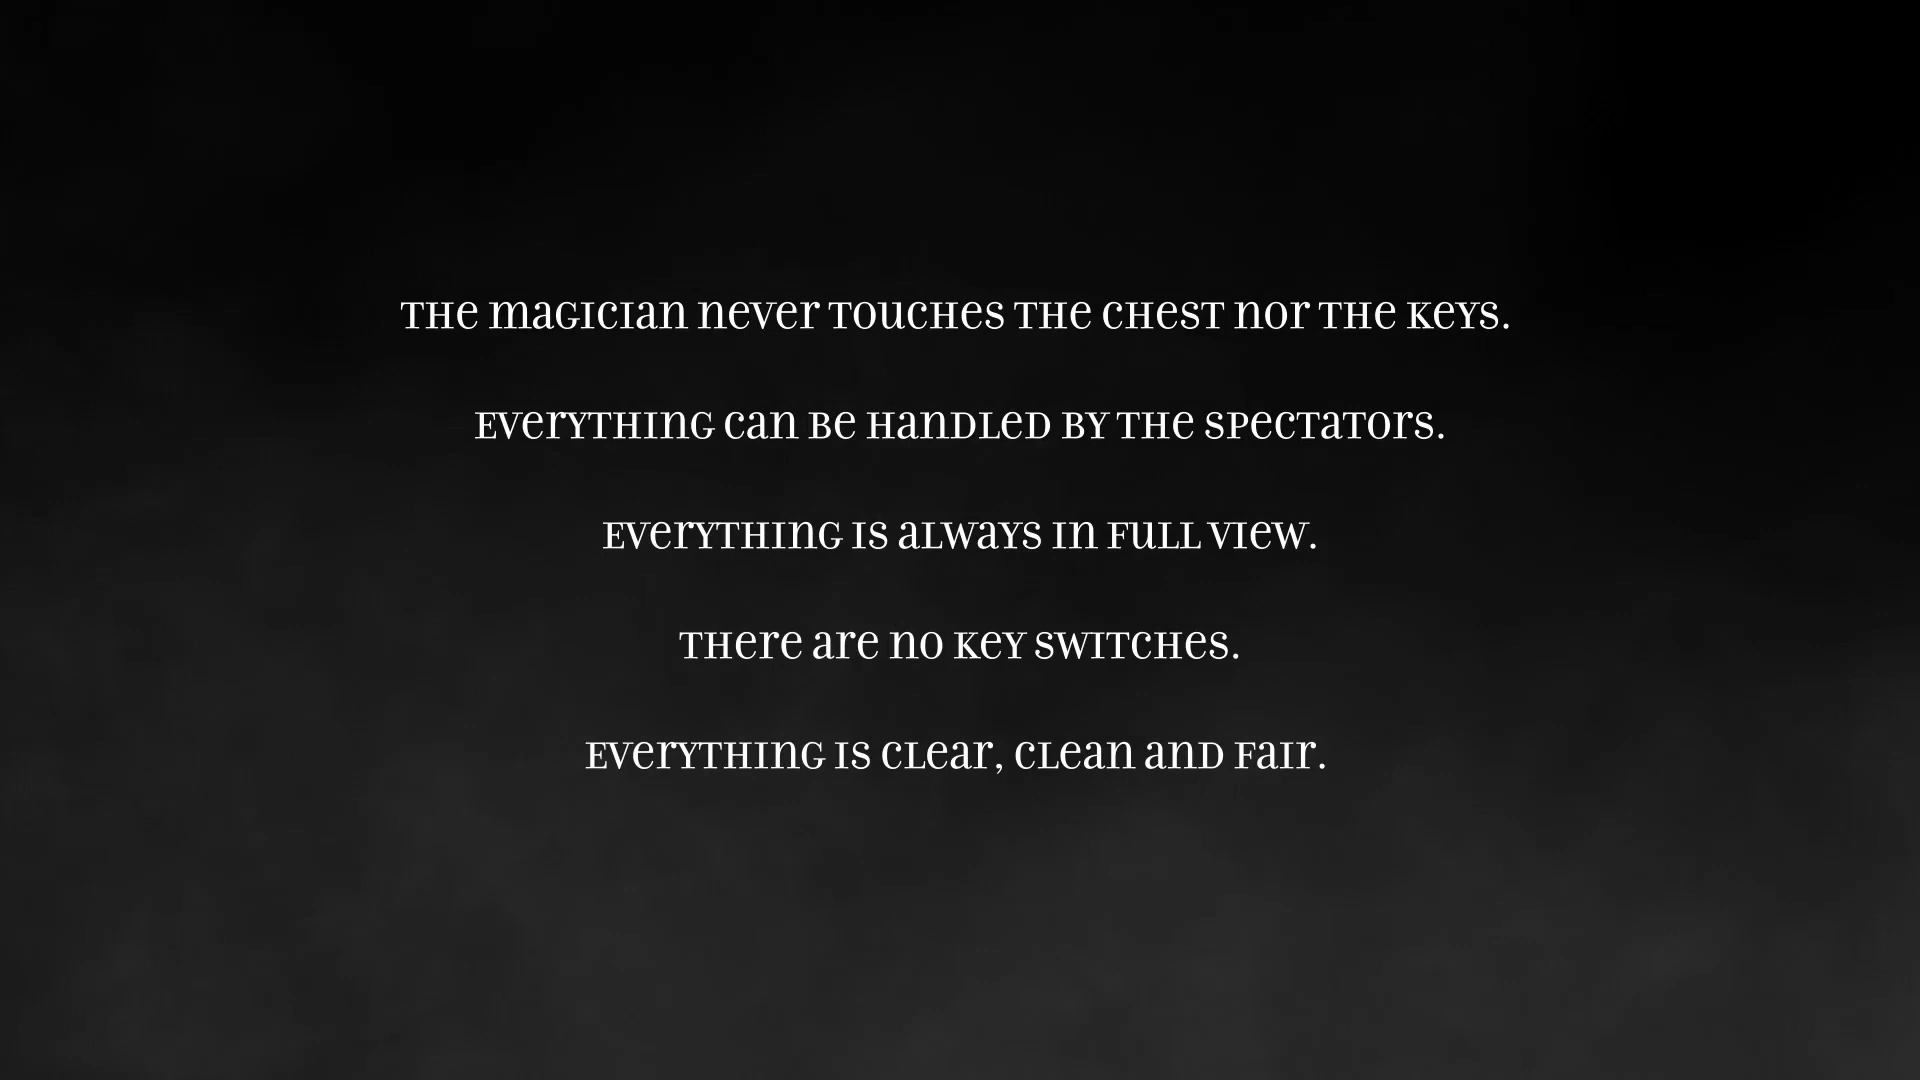 The magician never touches the chest nor the keys.
Everything can be handled by the spectators.
Everything is always in full view.
There are no key switches.
Everything is clear, clean and fair.